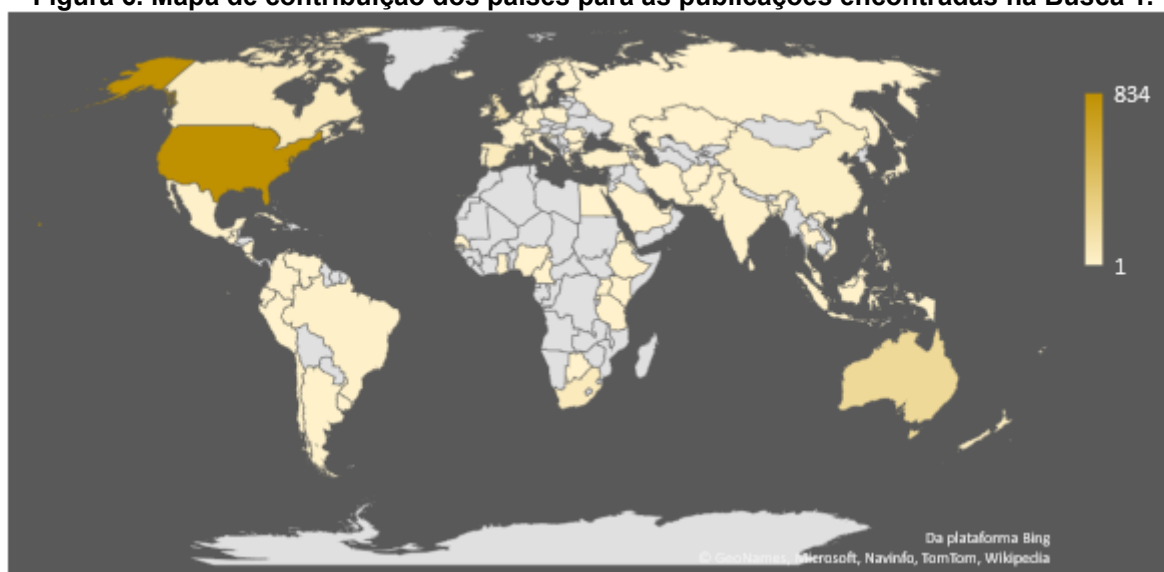 Figura 6. Mapa de contribuição dos países para as publicações encontradas na Busca 1.
834
1
Da plataforma Bing
© GeoNames, Microsoft, Navinfo, TomTom, Wikipedia